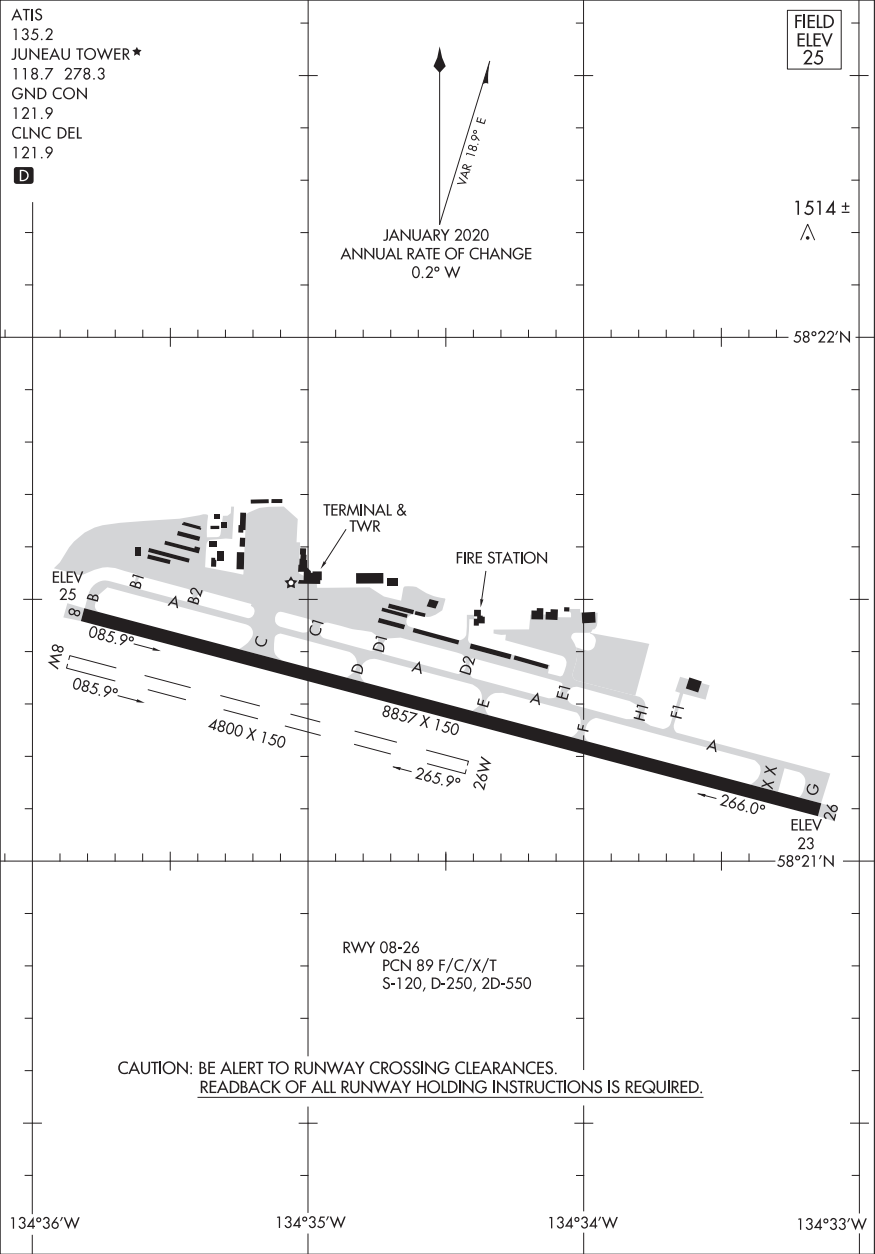 ATIS
135.2
JUNEAU TOWER★
118.7 278.3
GND CON
121.9
CLNC DEL
121.9
D
FIELD
ELEV
25
VAR 18.9° E
JANUARY 2020
ANNUAL RATE OF CHANGE
0.2° W
1514 ±
58°22'N
TERMINAL &
TWR
FIRE STATION
ELEV
25
8
B
B1
A
B2
C
C1
D
D1
A
D2
E
A
E1
F
H1
F1
A
X X
G
26
085.9°
8W
085.9°
4800 X 150
8857 X 150
265.9°
26W
266.0°
ELEV
23
58°21'N
RWY 08-26
PCN 89 F/C/X/T
S-120, D-250, 2D-550
CAUTION: BE ALERT TO RUNWAY CROSSING CLEARANCES.
READBACK OF ALL RUNWAY HOLDING INSTRUCTIONS IS REQUIRED.
134°36'W
134°35'W
134°34'W
134°33'W